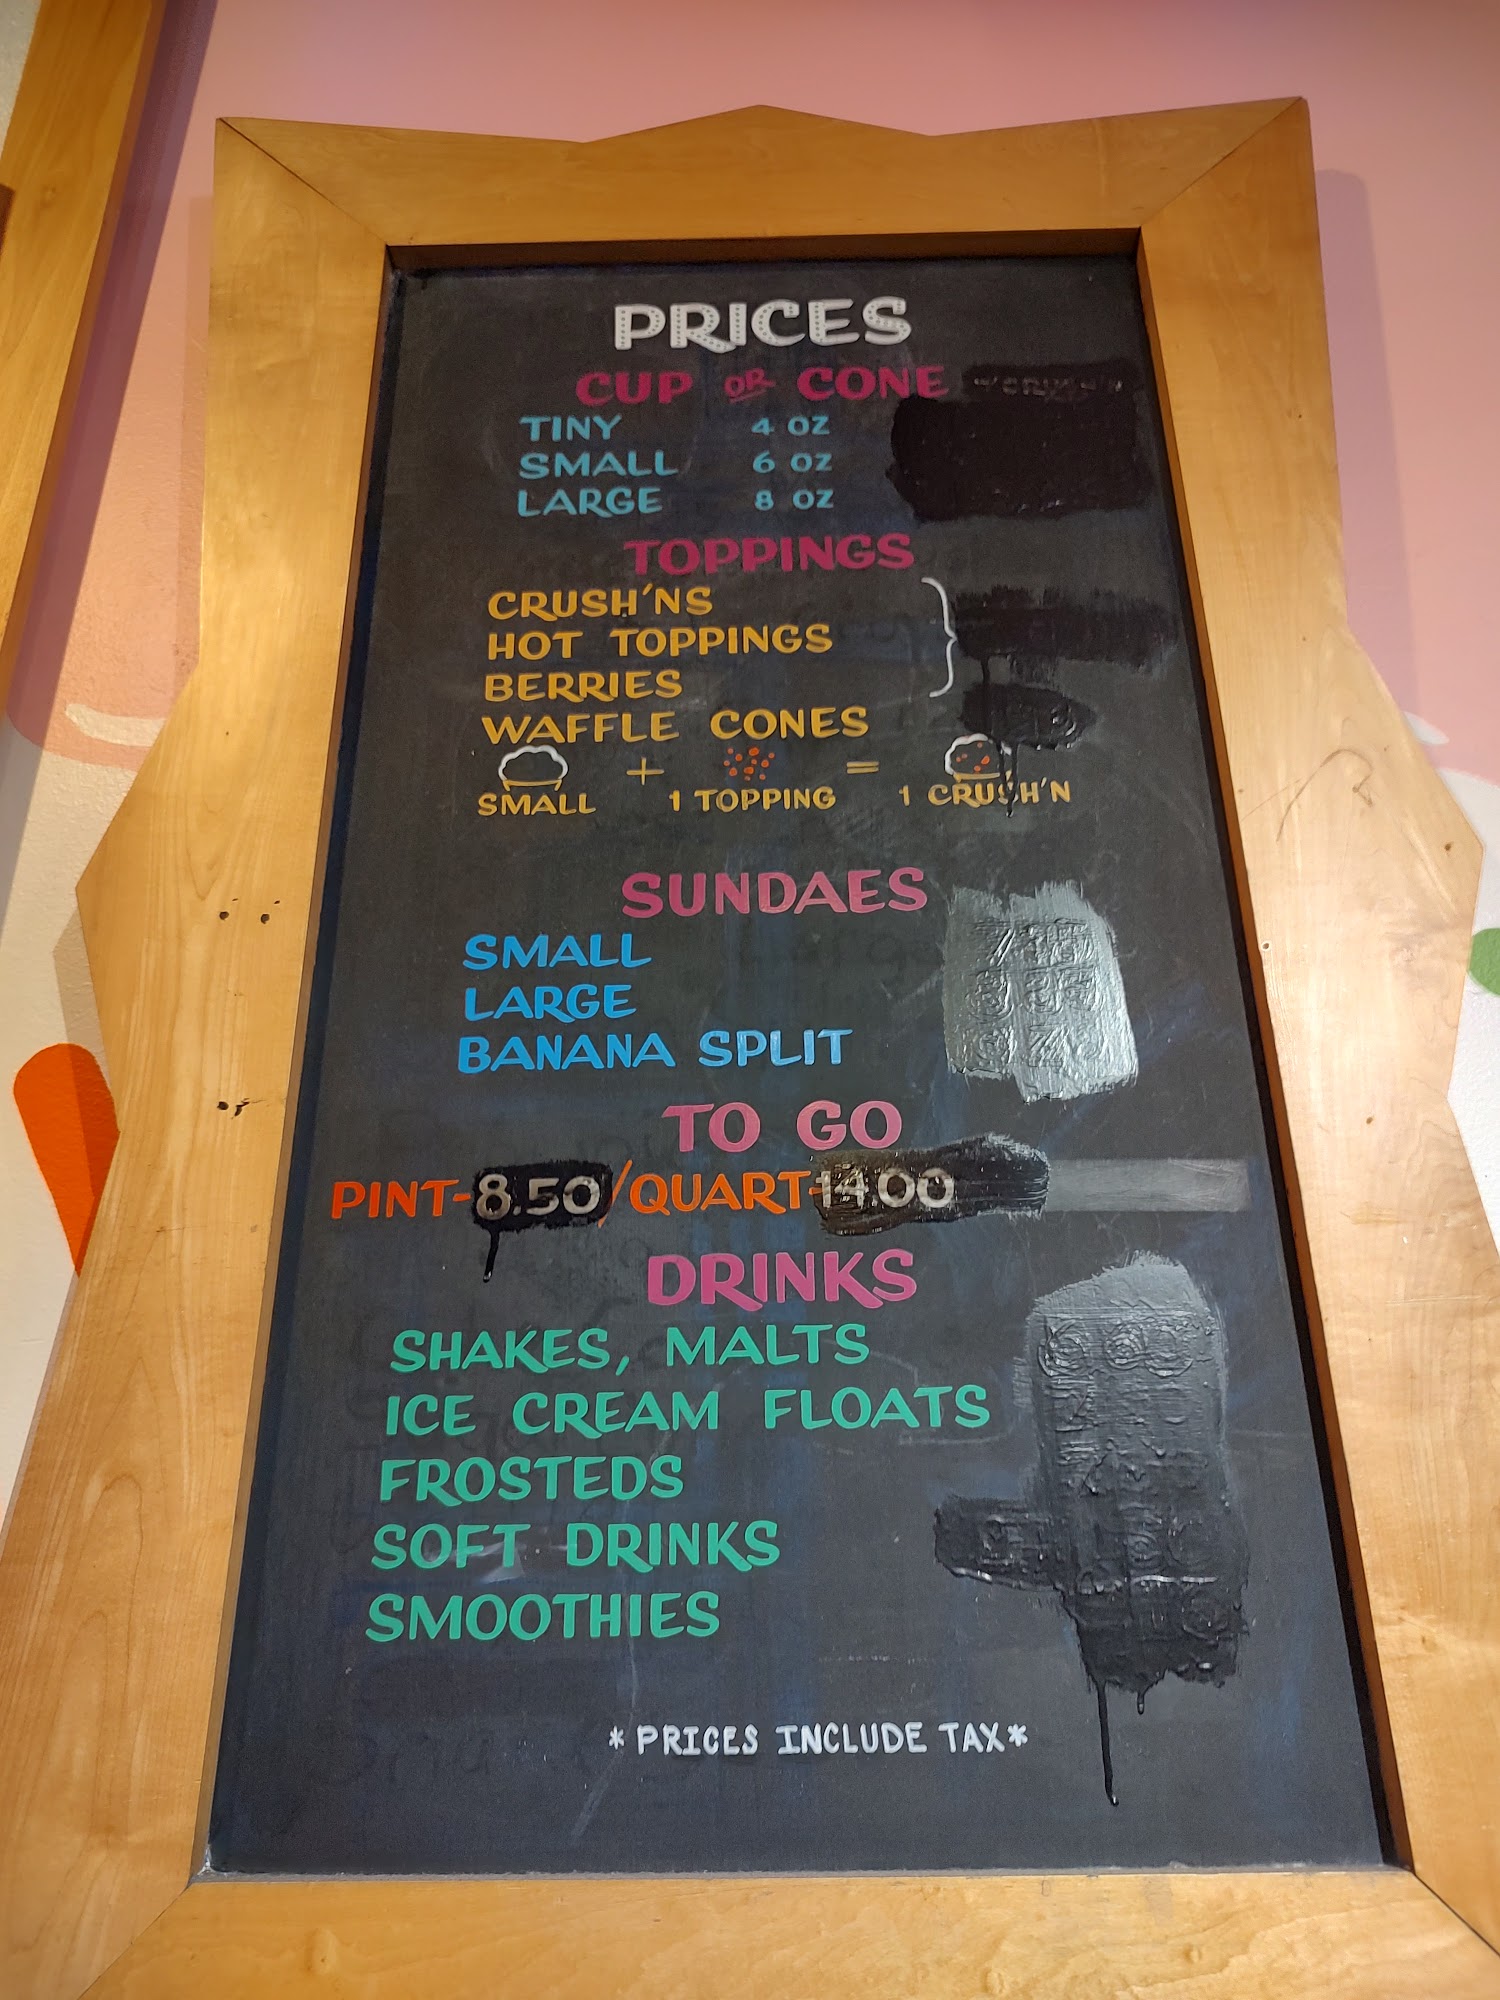 PRICES
CUP OR CONE
TINY 4 OZ
SMALL 6 OZ
LARGE 8 OZ
TOPPINGS
CRUSH'NS
HOT TOPPINGS
BERRIES
WAFFLE CONES
+ =
SMALL 1 TOPPING 1 CRUSH'N
SUNDAES
SMALL
LARGE
BANANA SPLIT
TO GO
PINT-8.50/QUART-14.00
DRINKS
SHAKES, MALTS
ICE CREAM FLOATS
FROSTEDS
SOFT DRINKS
SMOOTHIES
*PRICES INCLUDE TAX*